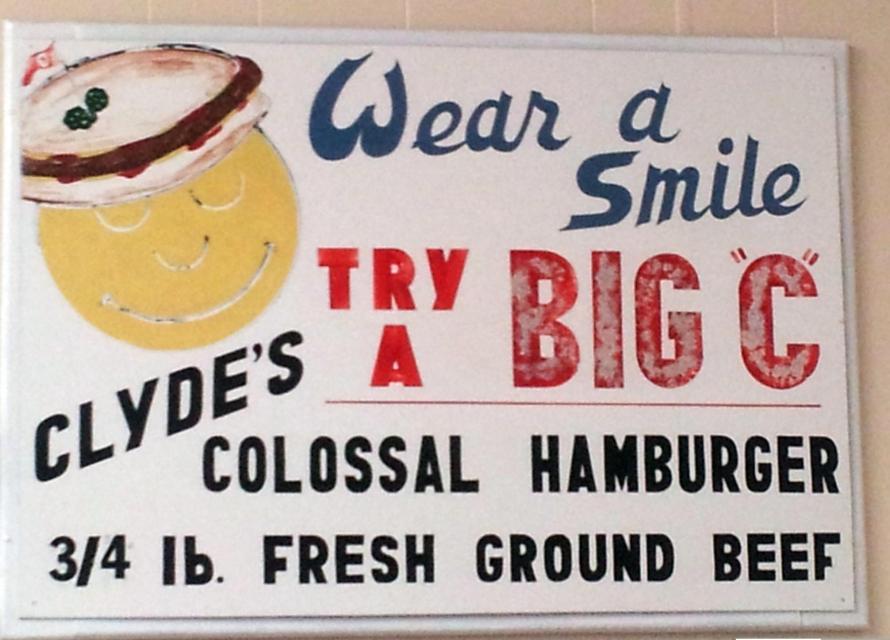 Wear a
Smile
TRY A BIG "C"
CLYDE'S
COLOSSAL HAMBURGER
3/4 lb. FRESH GROUND BEEF